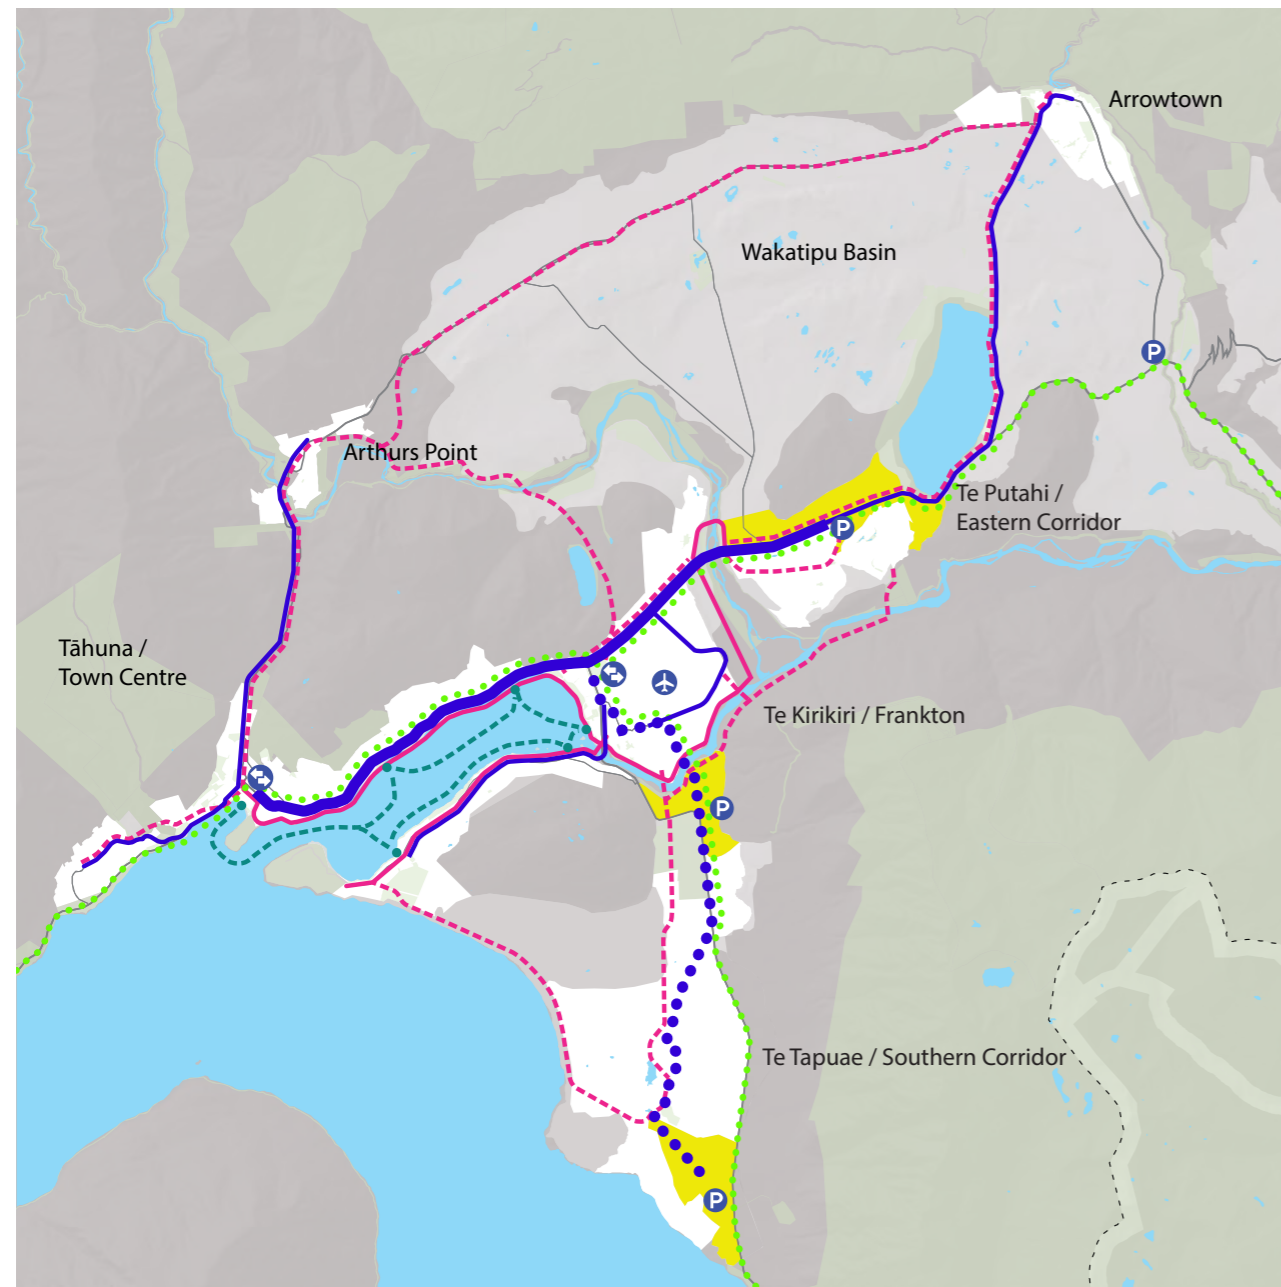 Arrowtown
Wakatipu Basin
P
Arthurs Point
Te Putahi /
Eastern Corridor
P
Tāhuna /
Town Centre
Te Kirikiri / Frankton
P
Te Tapuae / Southern Corridor
P